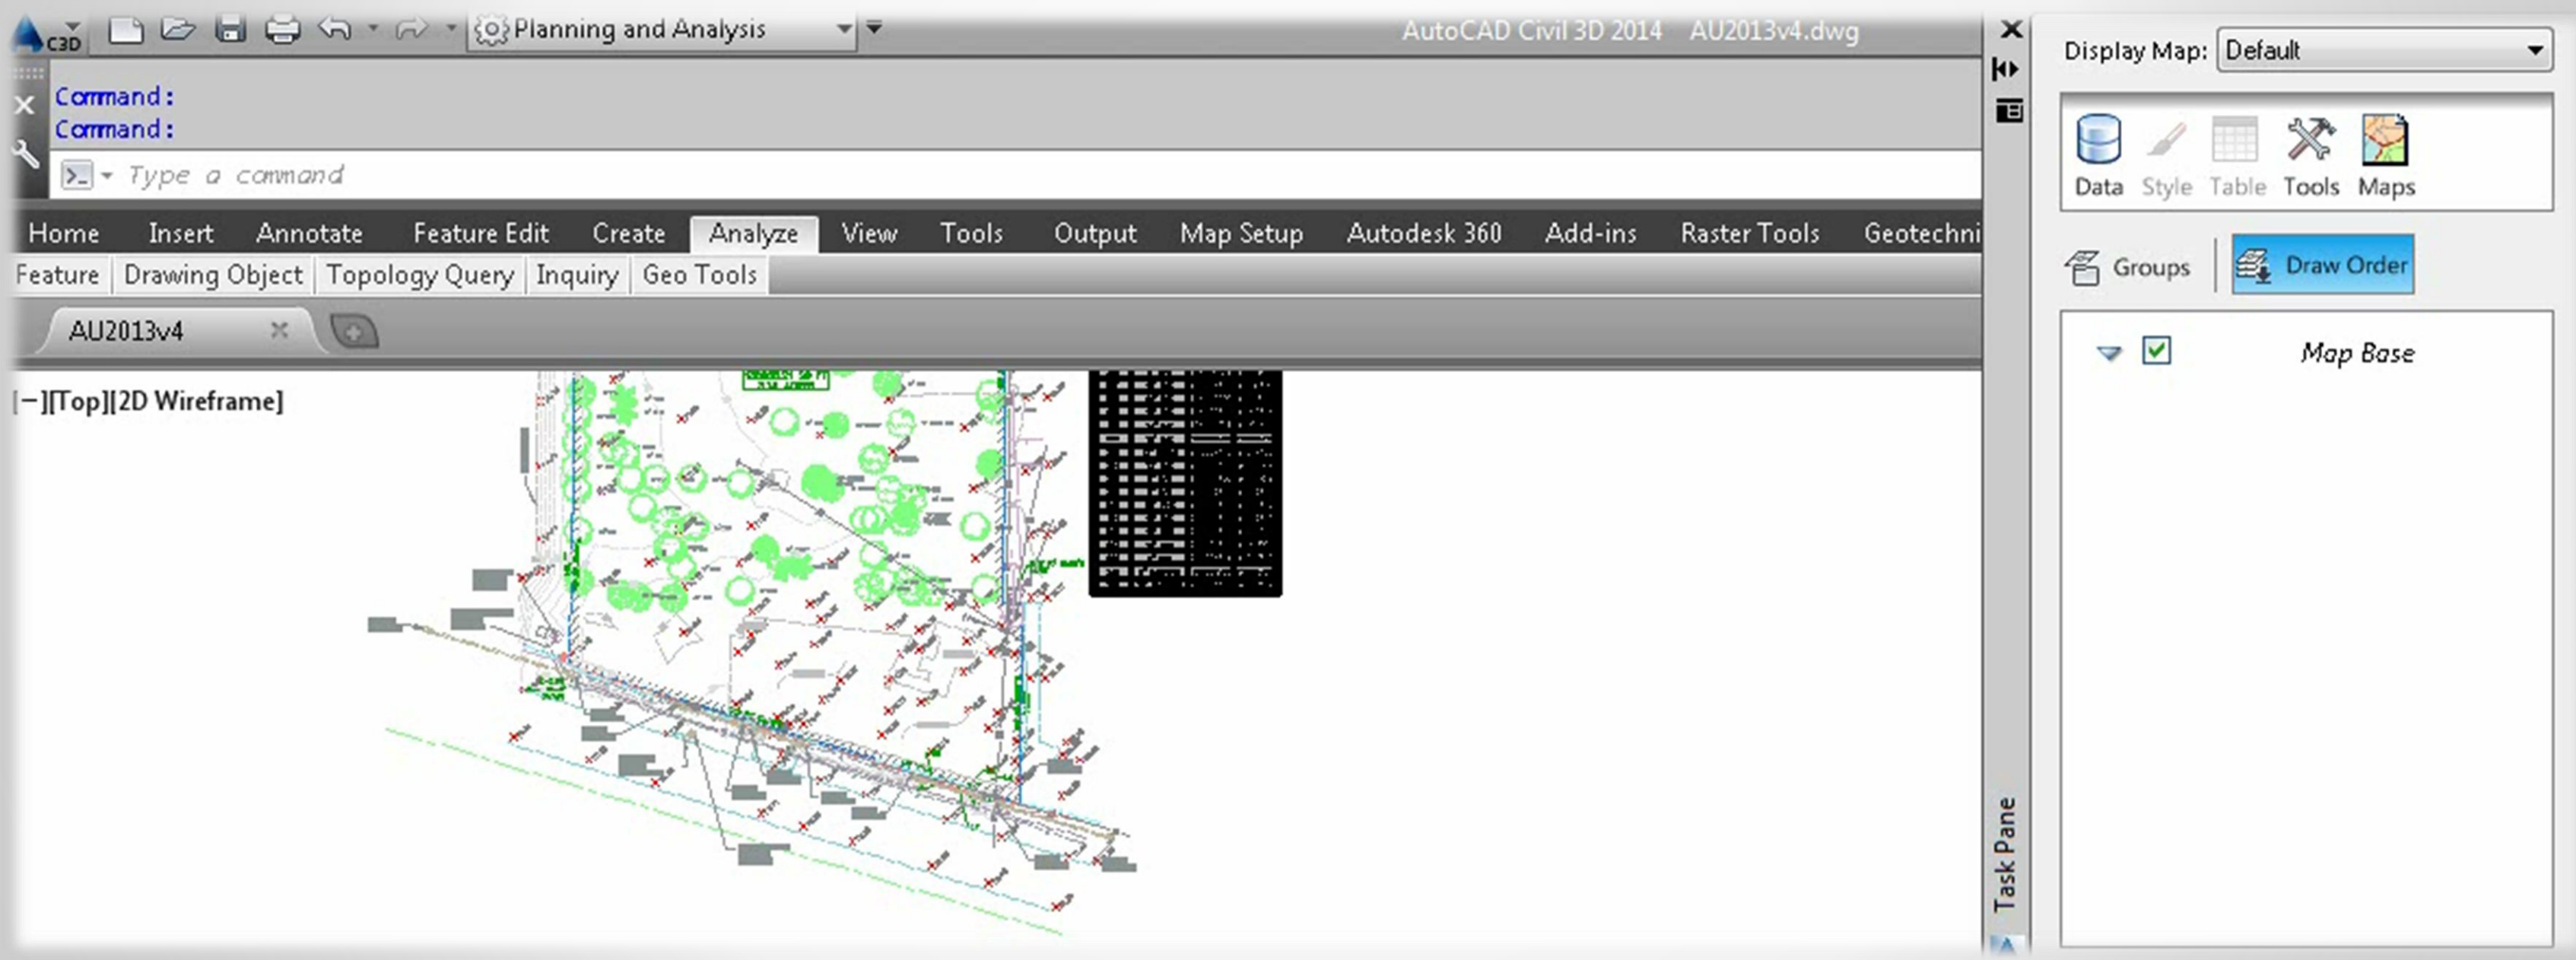 C3D Planning and Analysis AutoCAD Civil 3D 2014 AU2013v4.dwg
Command:
Command:
Type a command
Home Insert Annotate Feature Edit Create Analyze View Tools Output Map Setup Autodesk 360 Add-ins Raster Tools Geotechni
Feature Drawing Object Topology Query Inquiry Geo Tools
AU2013v4
[−][Top][2D Wireframe]
Task Pane
Display Map: Default
Data Style Table Tools Maps
Groups Draw Order
Map Base